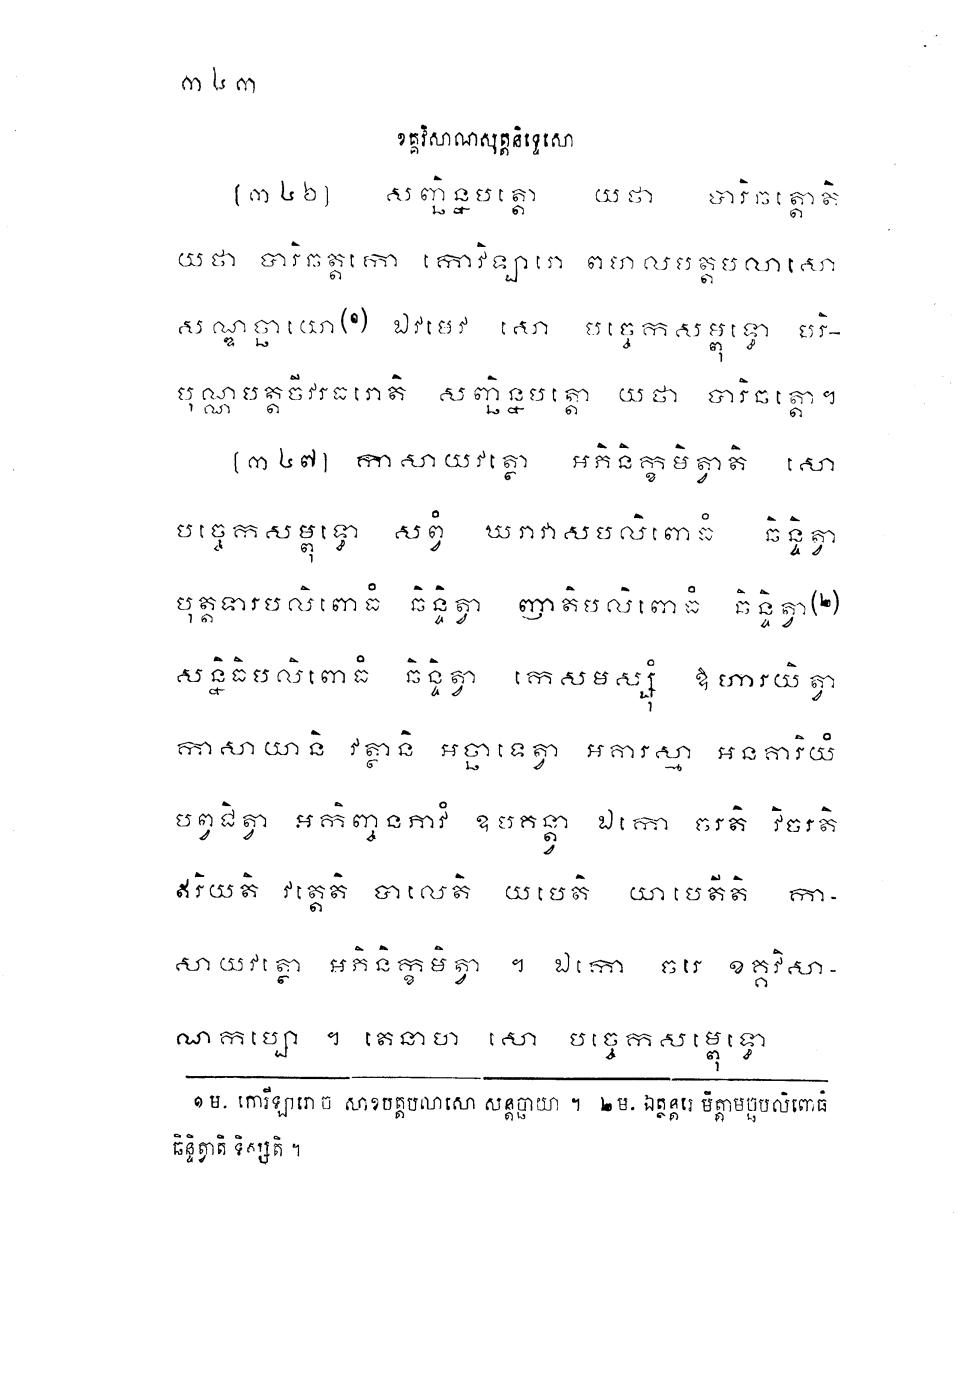 ៣៤៣
ខគ្គវិសាណសុត្តនិទ្ទេសោ
[៣៤៦] សញ្ឆិន្នបត្តោ យថា បារិច្ឆត្តោតិ
យថា បារិឆត្តកោ កោវិឡារោ ពហលបត្តបលាសោ
សណ្ឌច្ឆាយោ(១) ឯវមេវ សោ បច្ចេកសម្ពុទ្ធោ បរិ-
បុណ្ណបត្តចីវរធរោតិ សញ្ឆិន្នបត្តោ យថា បារិឆត្តោ។
[៣៤៧] កាសាយវត្ថោ អភិនិក្ខមិត្វាតិ សោ
បច្ចេកសម្ពុទ្ធោ សព្វំ ឃរាវាសបលិពោធំ ឆិន្ទិត្វា
បុត្តទារបលិពោធំ ឆិន្ទិត្វា ញាតិបលិពោធំ ឆិន្ទិត្វា(២)
សន្និធិបលិពោធំ ឆិន្ទិត្វា កេសមស្សុំ ឱហារយិត្វា
កាសាយានិ វត្ថានិ អច្ឆាទេត្វា អគារស្មា អនគារិយំ
បព្វជិត្វា អកិញ្ចនភាវំ ឧបគន្ត្វា ឯកោ ចរតិ វិចរតិ
ឥរិយតិ វត្តេតិ បាលេតិ យបេតិ យាបេតីតិ កា-
សាយវត្ថោ អភិនិក្ខមិត្វា ។ ឯកោ ចរេ ខគ្គវិសា-
ណកប្បោ ។ តេនាហ សោ បច្ចេកសម្ពុទ្ធោ
១ ម. កោវិឡារោ ច សាខបត្តបលាសោ សន្តច្ឆាយា ។ ២ ម. ឯត្ថន្តរេ មិត្តាមច្ចបលិពោធំ
ឆិន្ទិត្វាតិ ទិស្សតិ ។